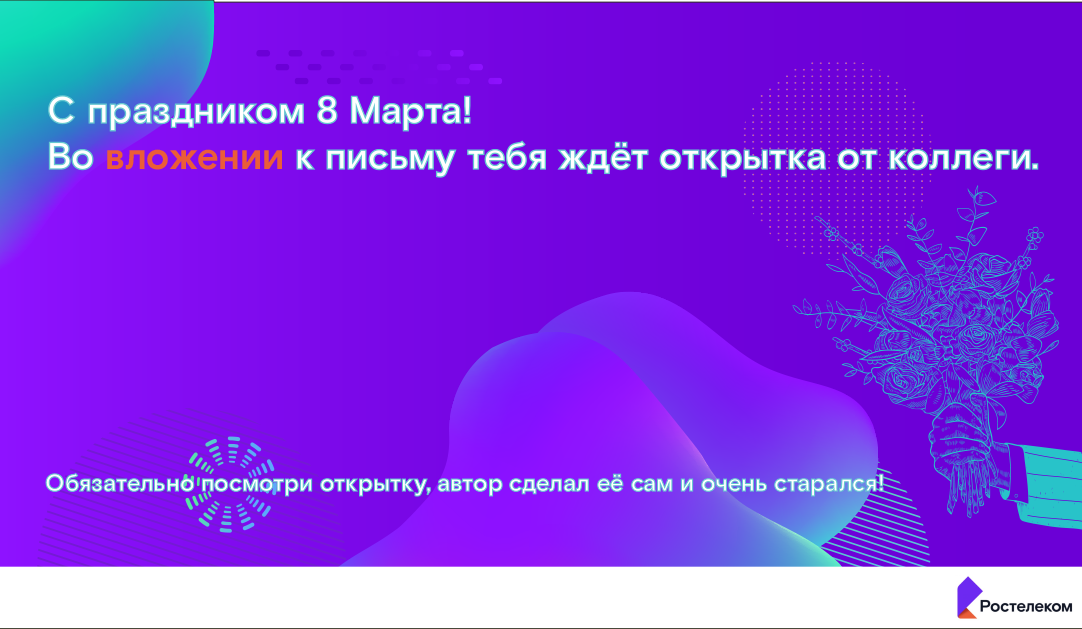 С праздником 8 Марта!
Во вложении к письму тебя ждёт открытка от коллеги.
Обязательно посмотри открытку, автор сделал её сам и очень старался!
Ростелеком